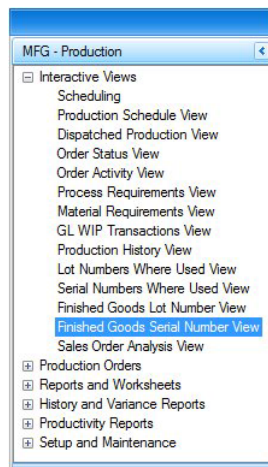 MFG - Production
Interactive Views
Scheduling
Production Schedule View
Dispatched Production View
Order Status View
Order Activity View
Process Requirements View
Material Requirements View
GL WIP Transactions View
Production History View
Lot Numbers Where Used View
Serial Numbers Where Used View
Finished Goods Lot Number View
Finished Goods Serial Number View
Sales Order Analysis View
Production Orders
Reports and Worksheets
History and Variance Reports
Productivity Reports
Setup and Maintenance